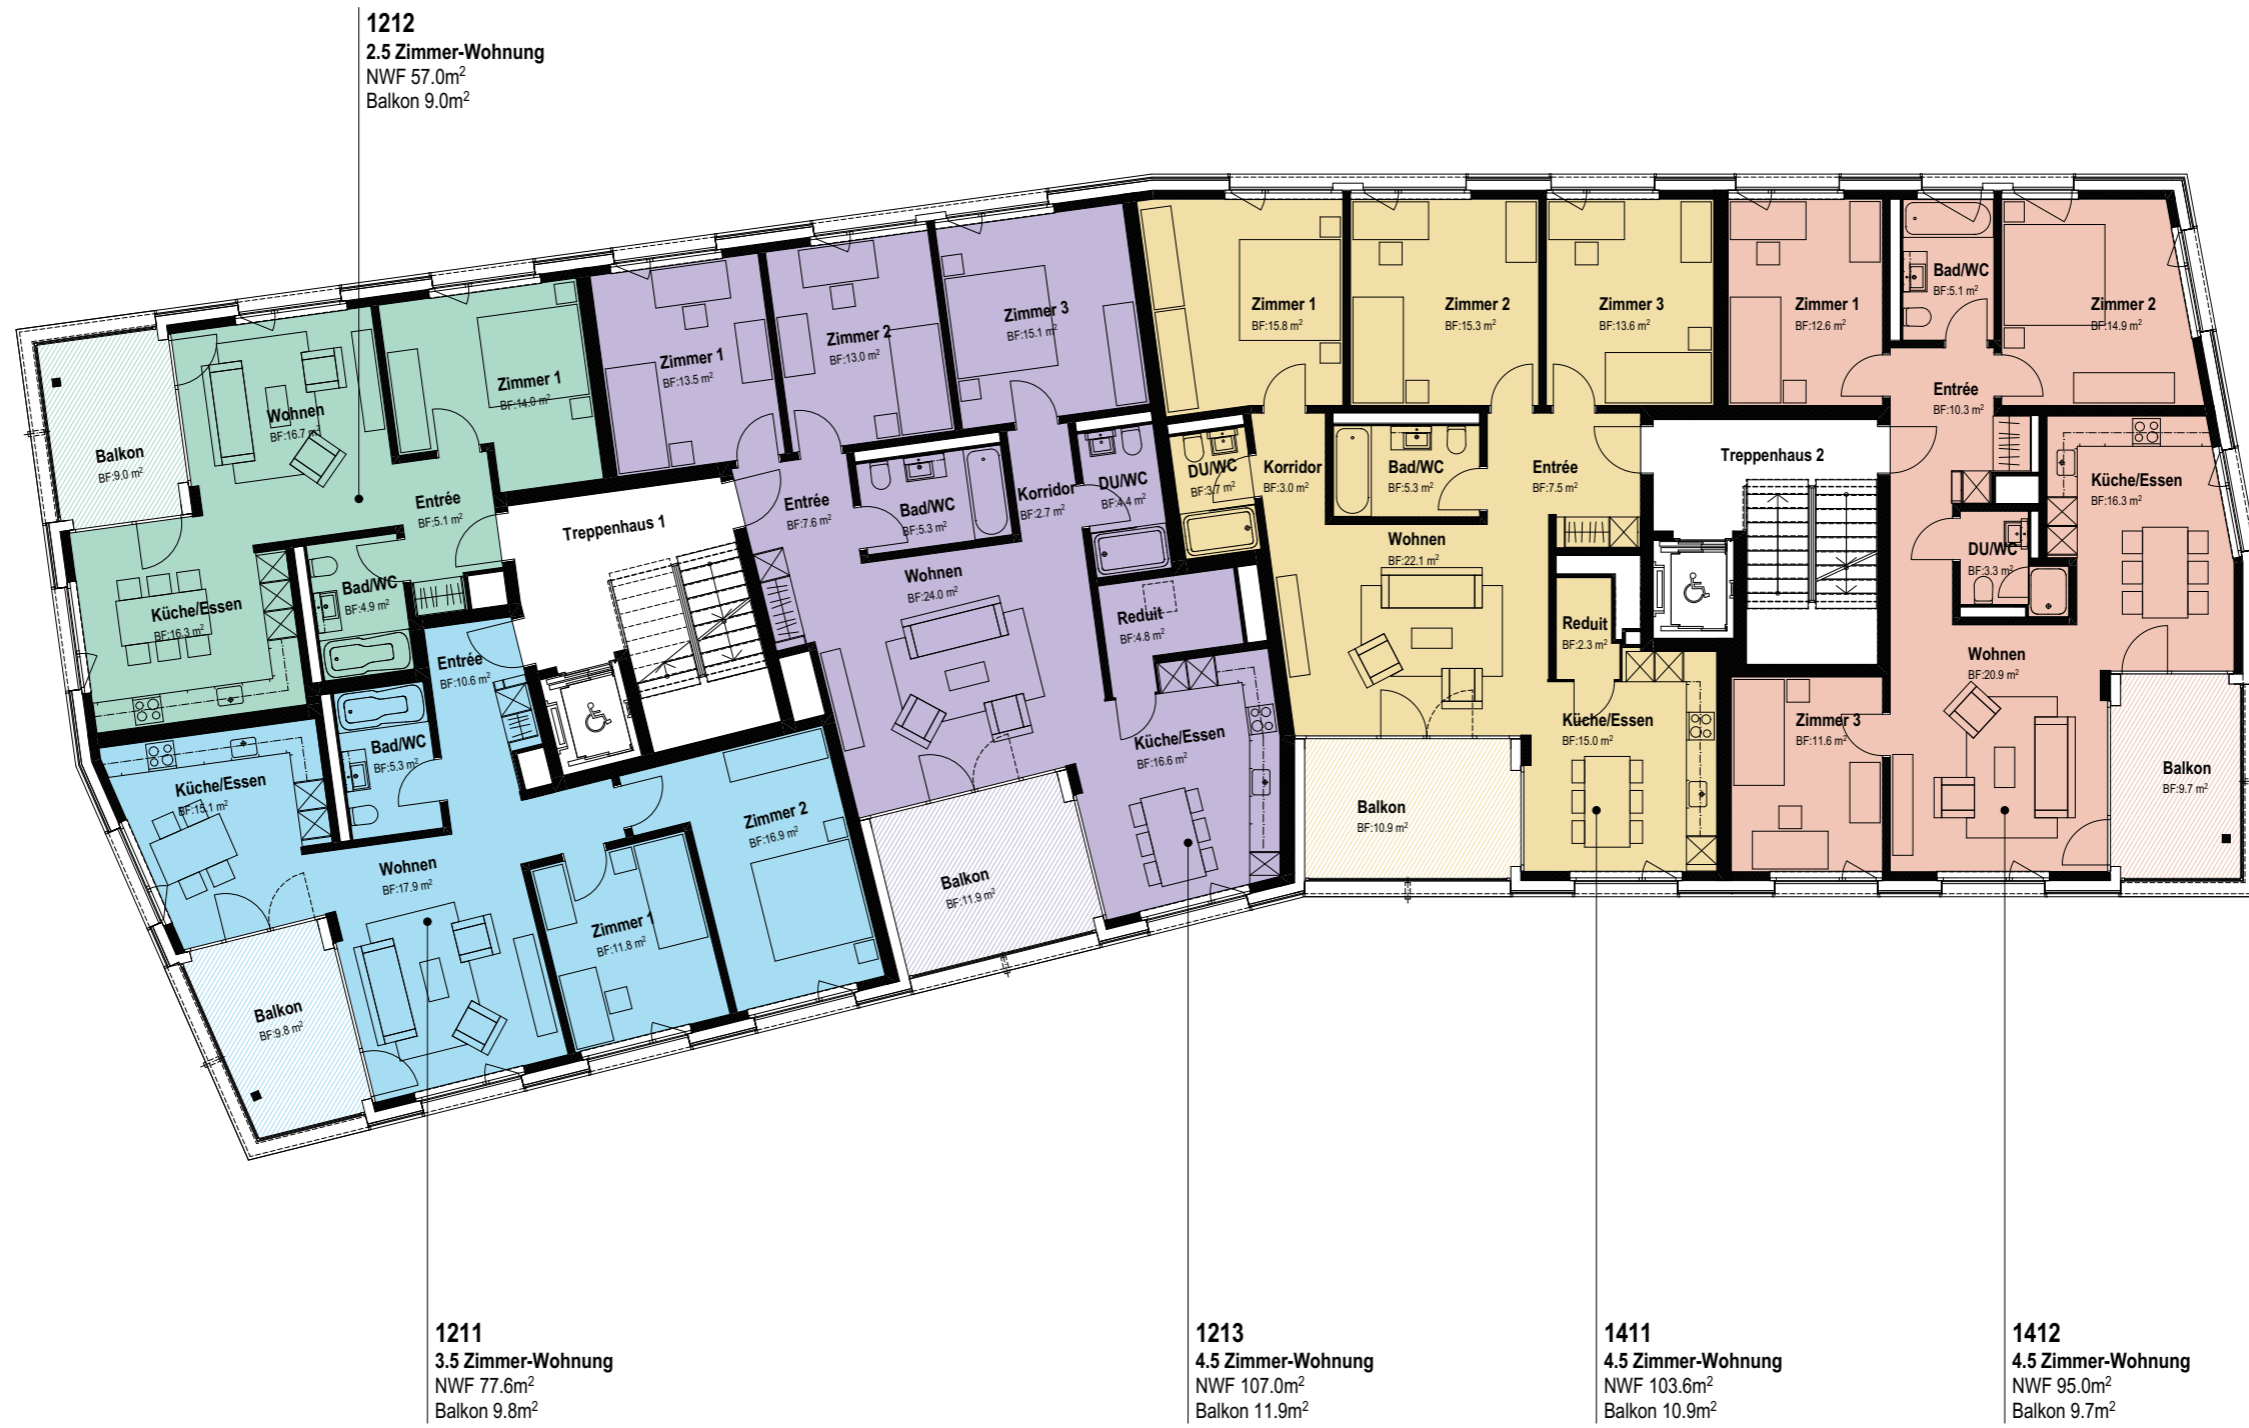 1212
2.5 Zimmer-Wohnung
NWF 57.0m²
Balkon 9.0m²
Balkon
BF:9.0 m²
Wohnen
BF:16.7 m²
Zimmer 1
BF:14.0 m²
Entrée
BF:5.1 m²
Küche/Essen
BF:16.3 m²
Bad/WC
BF:4.9 m²
Treppenhaus 1
Entrée
BF:10.6 m²
Bad/WC
BF:5.3 m²
Küche/Essen
BF:15.1 m²
Wohnen
BF:17.9 m²
Zimmer 2
BF:16.9 m²
Zimmer 1
BF:11.8 m²
Balkon
BF:9.8 m²
Zimmer 1
BF:13.5 m²
Zimmer 2
BF:13.0 m²
Zimmer 3
BF:15.1 m²
Entrée
BF:7.6 m²
Bad/WC
BF:5.3 m²
Korridor
BF:2.7 m²
DU/WC
BF:4.4 m²
Wohnen
BF:24.0 m²
Reduit
BF:4.8 m²
Küche/Essen
BF:16.6 m²
Balkon
BF:11.9 m²
Zimmer 1
BF:15.8 m²
Zimmer 2
BF:15.3 m²
Zimmer 3
BF:13.6 m²
DU/WC
BF:3.7 m²
Korridor
BF:3.0 m²
Bad/WC
BF:5.3 m²
Entrée
BF:7.5 m²
Wohnen
BF:22.1 m²
Reduit
BF:2.3 m²
Küche/Essen
BF:15.0 m²
Balkon
BF:10.9 m²
Treppenhaus 2
Zimmer 1
BF:12.6 m²
Bad/WC
BF:5.1 m²
Zimmer 2
BF:14.9 m²
Entrée
BF:10.3 m²
Küche/Essen
BF:16.3 m²
DU/WC
BF:3.3 m²
Wohnen
BF:20.9 m²
Zimmer 3
BF:11.6 m²
Balkon
BF:9.7 m²
1211
3.5 Zimmer-Wohnung
NWF 77.6m²
Balkon 9.8m²
1213
4.5 Zimmer-Wohnung
NWF 107.0m²
Balkon 11.9m²
1411
4.5 Zimmer-Wohnung
NWF 103.6m²
Balkon 10.9m²
1412
4.5 Zimmer-Wohnung
NWF 95.0m²
Balkon 9.7m²